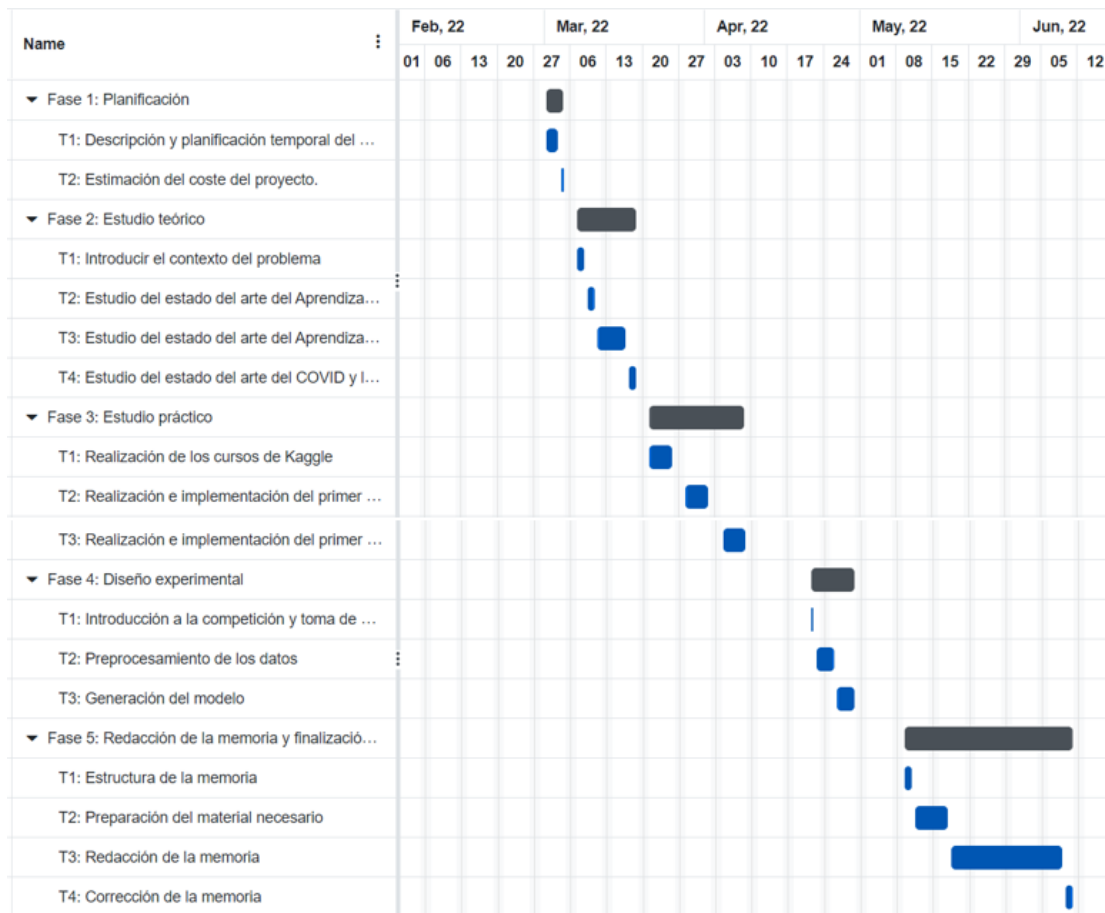 Name
Feb, 22 Mar, 22 Apr, 22 May, 22 Jun, 22
01 06 13 20 27 06 13 20 27 03 10 17 24 01 08 15 22 29 05 12
Fase 1: Planificación
T1: Descripción y planificación temporal del ...
T2: Estimación del coste del proyecto.
Fase 2: Estudio teórico
T1: Introducir el contexto del problema
T2: Estudio del estado del arte del Aprendiza...
T3: Estudio del estado del arte del Aprendiza...
T4: Estudio del estado del arte del COVID y l...
Fase 3: Estudio práctico
T1: Realización de los cursos de Kaggle
T2: Realización e implementación del primer ...
T3: Realización e implementación del primer ...
Fase 4: Diseño experimental
T1: Introducción a la competición y toma de ...
T2: Preprocesamiento de los datos
T3: Generación del modelo
Fase 5: Redacción de la memoria y finalizació...
T1: Estructura de la memoria
T2: Preparación del material necesario
T3: Redacción de la memoria
T4: Corrección de la memoria